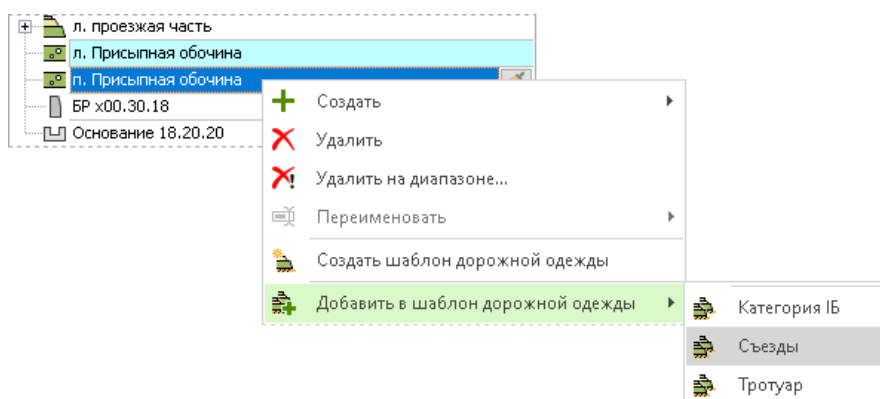 л. проезжая часть
л. Присыпная обочина
п. Присыпная обочина
БР х00.30.18
Основание 18.20.20
Создать
Удалить
Удалить на диапазоне...
Переименовать
Создать шаблон дорожной одежды
Добавить в шаблон дорожной одежды
Категория IБ
Съезды
Тротуар